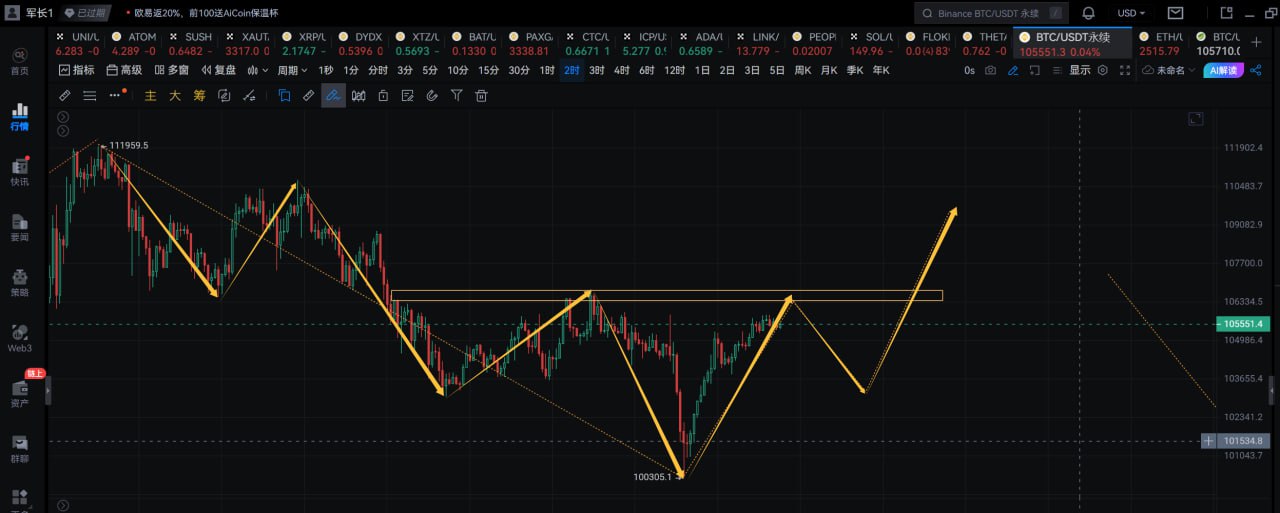 军长1 已过期 • 欧易返20%，前100送AiCoin保温杯 Binance BTC/USDT 永续 / USD
UNI/U ATOM SUSH XAUT XRP/U DYDX XTZ/U BAT/U PAXG CTC/U ICP/US ADA/U LINK/ PEOPL SOL/U FLOKI THETA BTC/USDT永续 ETH/U BTC/U
6.283 -0 4.289 -0 0.6482 - 3317.0 0 2.1747 - 0.5396 0 0.5693 - 0.1330 0 3338.81 0.6671 1 5.277 0.9 0.6589 - 13.779 - 0.02007 149.96 - 0.0(4)83 0.762 -0 105551.3 0.04% 2515.79 105710.0
指标 高级 多窗 复盘 周期 1秒 1分 分时 3分 5分 10分 15分 30分 1时 2时 3时 4时 6时 12时 1日 2日 3日 5日 周K 月K 季K 年K 0s 显示 未命名 AI解读
主 大 筹
首页
行情
快讯
要闻
策略
Web3
链上
资产
群聊
111959.5
100305.1
111902.4
110483.7
109082.9
107700.0
106334.5
105551.4
104986.4
103655.4
102341.2
101534.8
101043.7